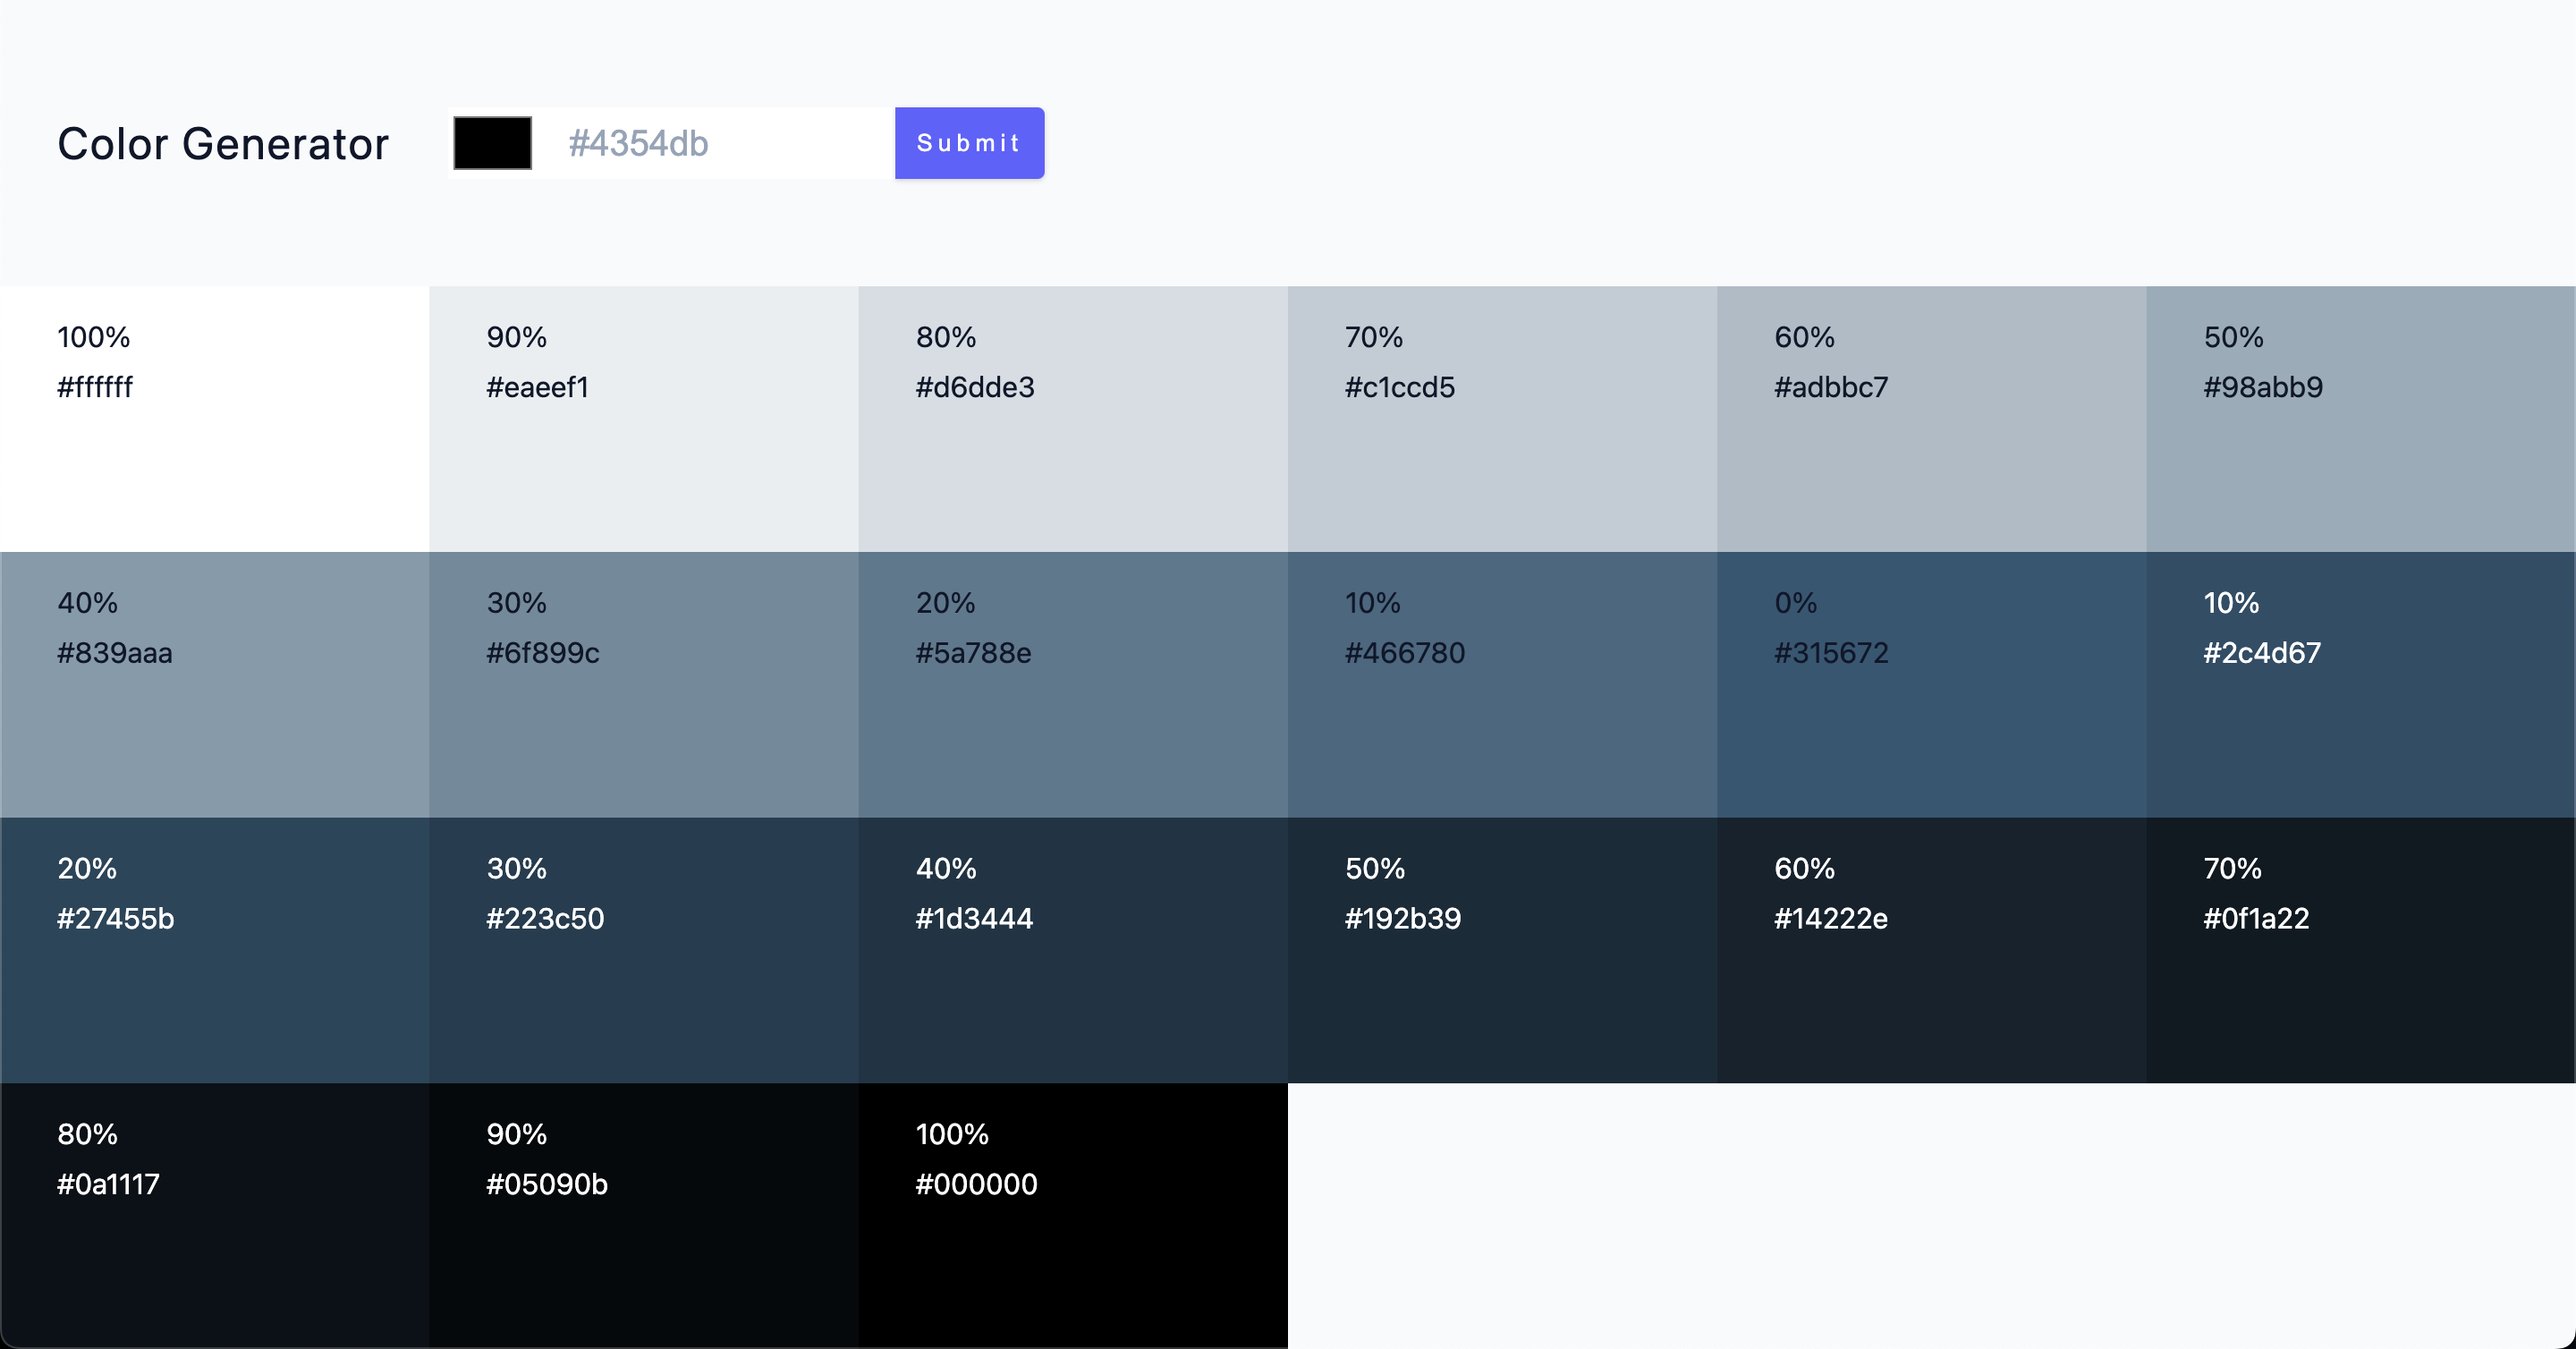 Color Generator
#4354db
Submit
100%
#ffffff
90%
#eaeef1
80%
#d6dde3
70%
#c1ccd5
60%
#adbbc7
50%
#98abb9
40%
#839aaa
30%
#6f899c
20%
#5a788e
10%
#466780
0%
#315672
10%
#2c4d67
20%
#27455b
30%
#223c50
40%
#1d3444
50%
#192b39
60%
#14222e
70%
#0f1a22
80%
#0a1117
90%
#05090b
100%
#000000